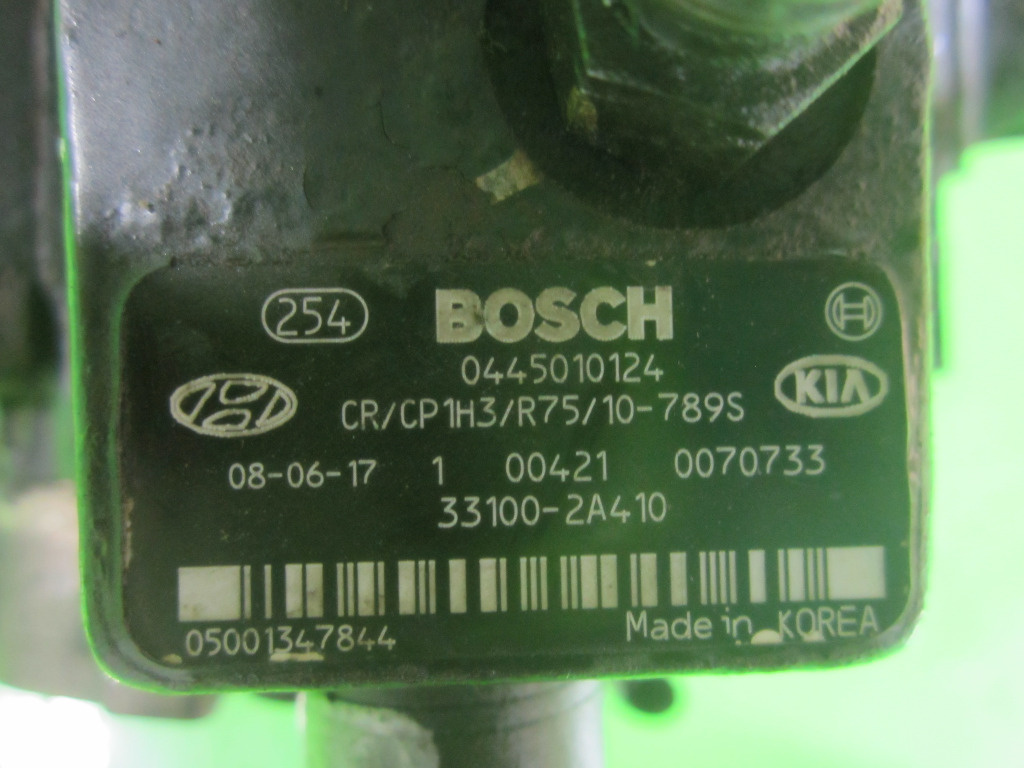 254 BOSCH
0445010124
KIA
CR/CP1H3/R75/10-789S
08-06-17 1 00421 0070733
33100-2A410
05001347844 Made in KOREA